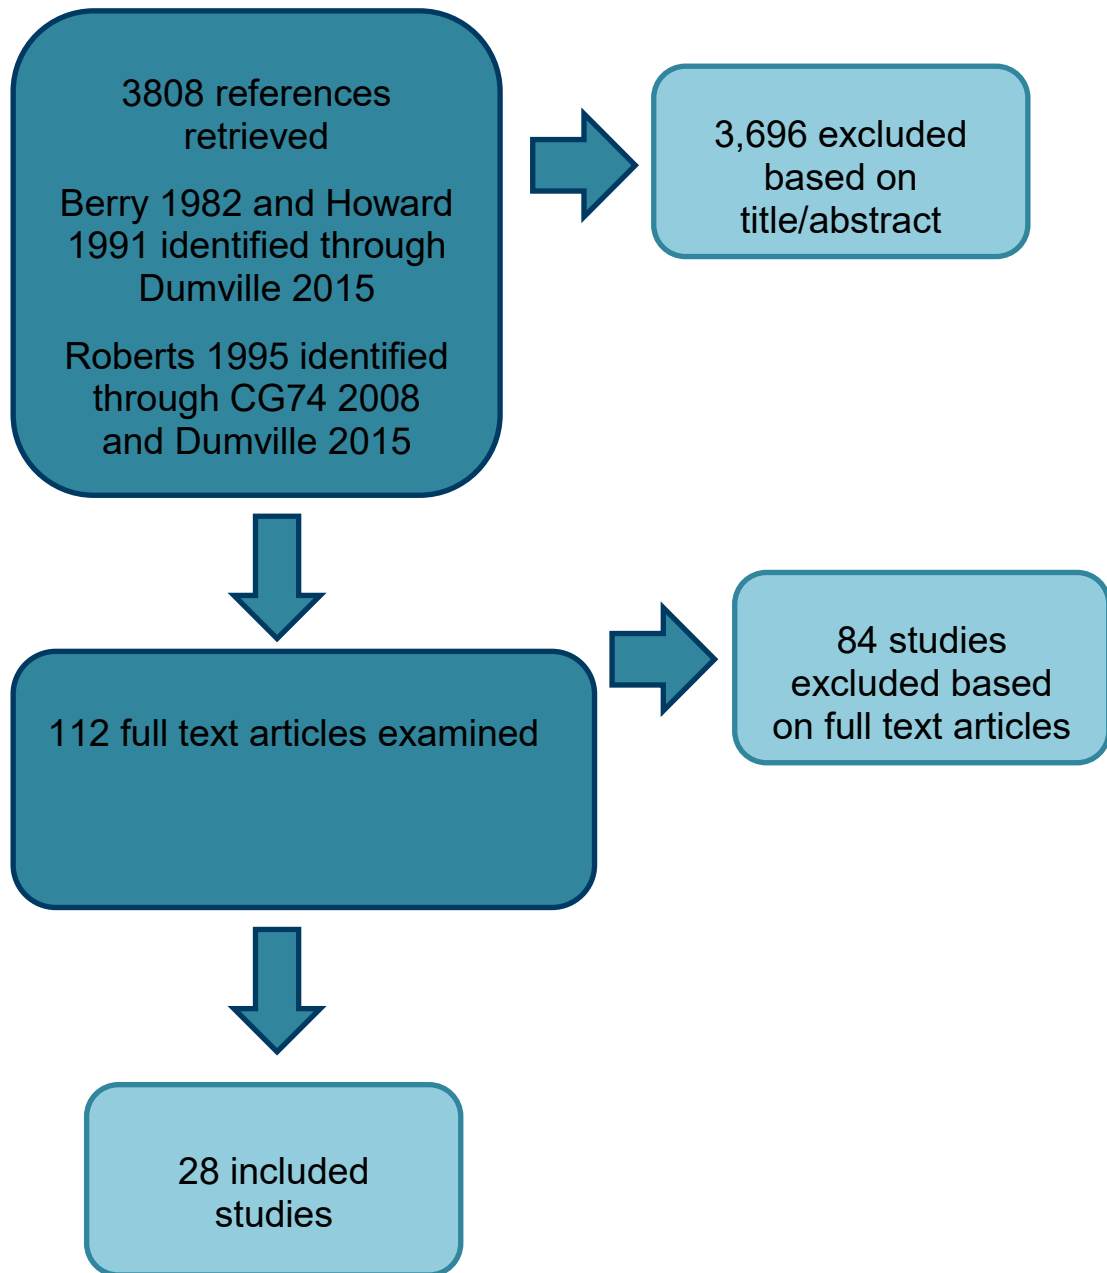 3808 references
retrieved
Berry 1982 and Howard
1991 identified through
Dumville 2015
Roberts 1995 identified
through CG74 2008
and Dumville 2015
3,696 excluded
based on
title/abstract
112 full text articles examined
84 studies
excluded based
on full text articles
28 included
studies